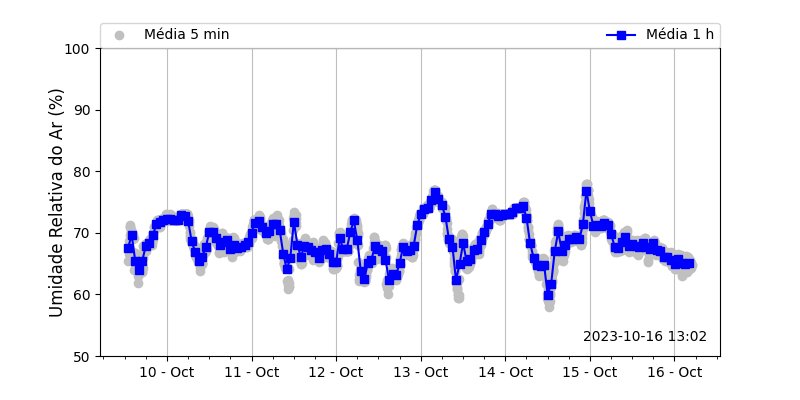 Média 5 min
Média 1 h
Umidade Relativa do Ar (%)
100
90
80
70
60
50
2023-10-16 13:02
10 - Oct
11 - Oct
12 - Oct
13 - Oct
14 - Oct
15 - Oct
16 - Oct